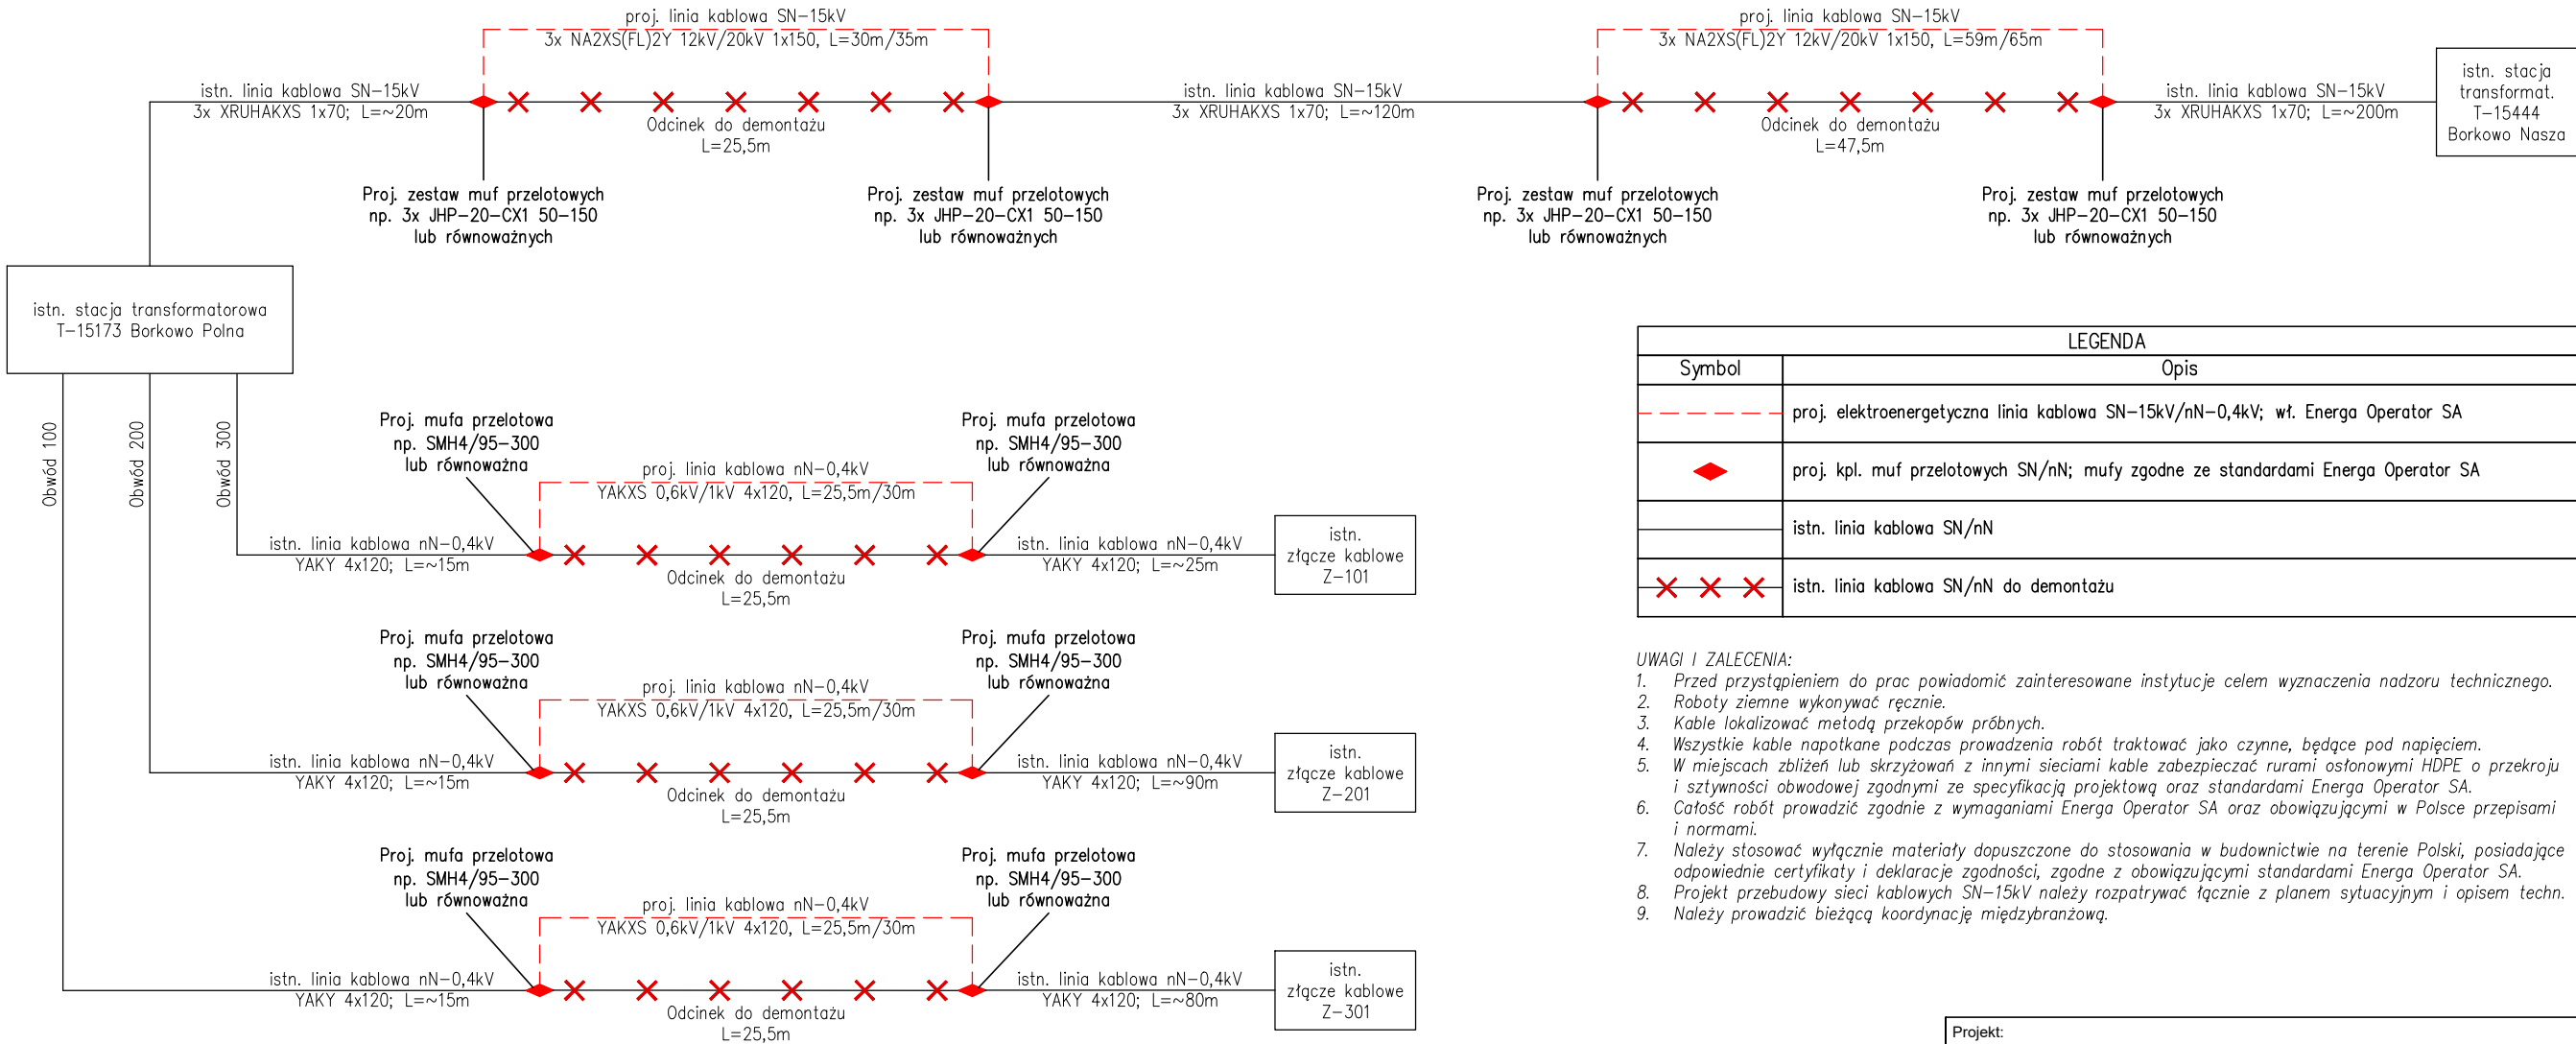 proj. linia kablowa SN-15kV
3x NA2XS(FL)2Y 12kV/20kV 1x150, L=30m/35m
proj. linia kablowa SN-15kV
3x NA2XS(FL)2Y 12kV/20kV 1x150, L=59m/65m
istn. linia kablowa SN-15kV
3x XRUHAKXS 1x70; L=~20m
Odcinek do demontażu
L=25,5m
istn. linia kablowa SN-15kV
3x XRUHAKXS 1x70; L=~120m
Odcinek do demontażu
L=47,5m
istn. linia kablowa SN-15kV
3x XRUHAKXS 1x70; L=~200m
istn. stacja
transformat.
T-15444
Borkowo Nasza
Proj. zestaw muf przelotowych
np. 3x JHP-20-CX1 50-150
lub równoważnych
Proj. zestaw muf przelotowych
np. 3x JHP-20-CX1 50-150
lub równoważnych
Proj. zestaw muf przelotowych
np. 3x JHP-20-CX1 50-150
lub równoważnych
Proj. zestaw muf przelotowych
np. 3x JHP-20-CX1 50-150
lub równoważnych
istn. stacja transformatorowa
T-15173 Borkowo Polna
Obwód 100
Obwód 200
Obwód 300
Proj. mufa przelotowa
np. SMH4/95-300
lub równoważna
proj. linia kablowa nN-0,4kV
YAKXS 0,6kV/1kV 4x120, L=25,5m/30m
Proj. mufa przelotowa
np. SMH4/95-300
lub równoważna
istn. linia kablowa nN-0,4kV
YAKY 4x120; L=~15m
Odcinek do demontażu
L=25,5m
istn. linia kablowa nN-0,4kV
YAKY 4x120; L=~25m
istn.
złącze kablowe
Z-101
Proj. mufa przelotowa
np. SMH4/95-300
lub równoważna
proj. linia kablowa nN-0,4kV
YAKXS 0,6kV/1kV 4x120, L=25,5m/30m
Proj. mufa przelotowa
np. SMH4/95-300
lub równoważna
istn. linia kablowa nN-0,4kV
YAKY 4x120; L=~15m
Odcinek do demontażu
L=25,5m
istn. linia kablowa nN-0,4kV
YAKY 4x120; L=~90m
istn.
złącze kablowe
Z-201
Proj. mufa przelotowa
np. SMH4/95-300
lub równoważna
proj. linia kablowa nN-0,4kV
YAKXS 0,6kV/1kV 4x120, L=25,5m/30m
Proj. mufa przelotowa
np. SMH4/95-300
lub równoważna
istn. linia kablowa nN-0,4kV
YAKY 4x120; L=~15m
Odcinek do demontażu
L=25,5m
istn. linia kablowa nN-0,4kV
YAKY 4x120; L=~80m
istn.
złącze kablowe
Z-301
LEGENDA
Symbol Opis
proj. elektroenergetyczna linia kablowa SN-15kV/nN-0,4kV; wł. Energa Operator SA
proj. kpl. muf przelotowych SN/nN; mufy zgodne ze standardami Energa Operator SA
istn. linia kablowa SN/nN
istn. linia kablowa SN/nN do demontażu
UWAGI I ZALECENIA:
1. Przed przystąpieniem do prac powiadomić zainteresowane instytucje celem wyznaczenia nadzoru technicznego.
2. Roboty ziemne wykonywać ręcznie.
3. Kable lokalizować metodą przekopów próbnych.
4. Wszystkie kable napotkane podczas prowadzenia robót traktować jako czynne, będące pod napięciem.
5. W miejscach zbliżeń lub skrzyżowań z innymi sieciami kable zabezpieczać rurami osłonowymi HDPE o przekroju
i sztywności obwodowej zgodnymi ze specyfikacją projektową oraz standardami Energa Operator SA.
6. Całość robót prowadzić zgodnie z wymaganiami Energa Operator SA oraz obowiązującymi w Polsce przepisami
i normami.
7. Należy stosować wyłącznie materiały dopuszczone do stosowania w budownictwie na terenie Polski, posiadające
odpowiednie certyfikaty i deklaracje zgodności, zgodne z obowiązującymi standardami Energa Operator SA.
8. Projekt przebudowy sieci kablowych SN-15kV należy rozpatrywać łącznie z planem sytuacyjnym i opisem techn.
9. Należy prowadzić bieżącą koordynację międzybranżową.
Projekt: